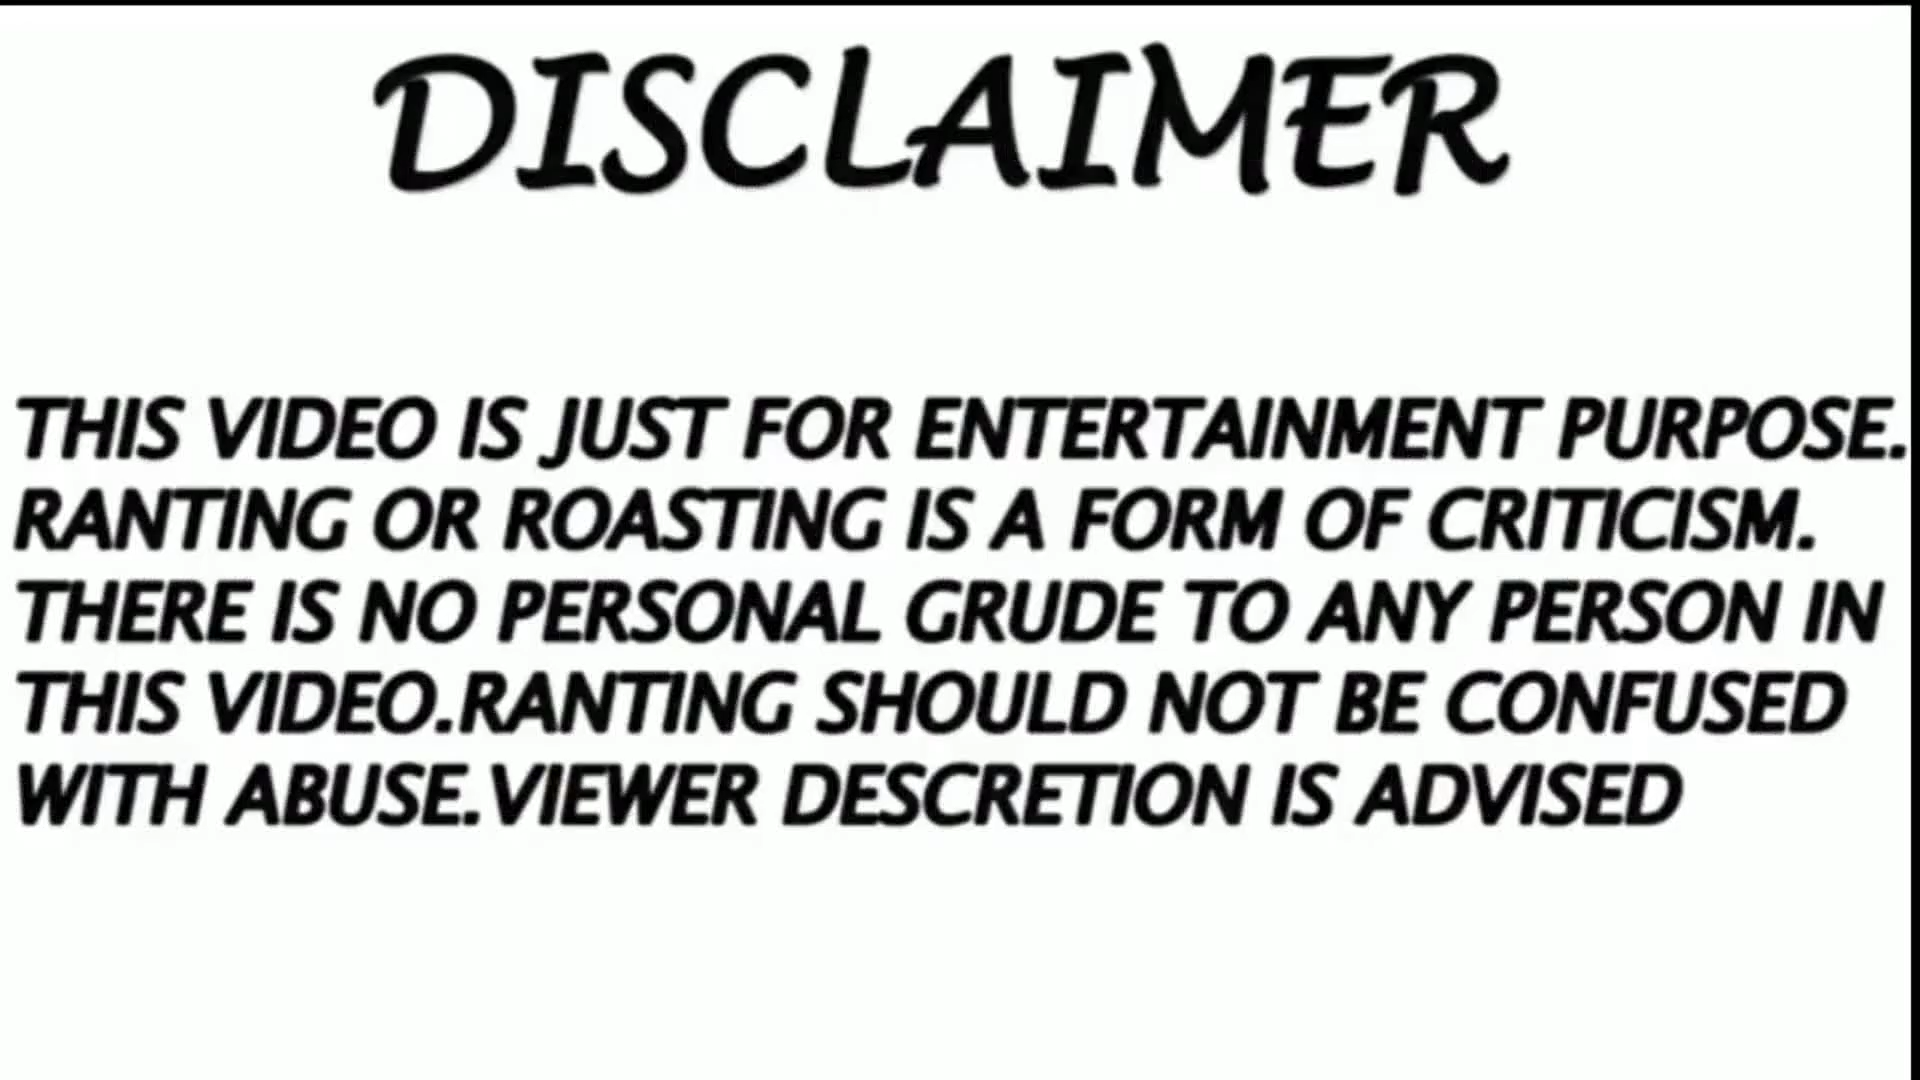 DISCLAIMER
THIS VIDEO IS JUST FOR ENTERTAINMENT PURPOSE.
RANTING OR ROASTING IS A FORM OF CRITICISM.
THERE IS NO PERSONAL GRUDE TO ANY PERSON IN
THIS VIDEO.RANTING SHOULD NOT BE CONFUSED
WITH ABUSE.VIEWER DESCRETION IS ADVISED